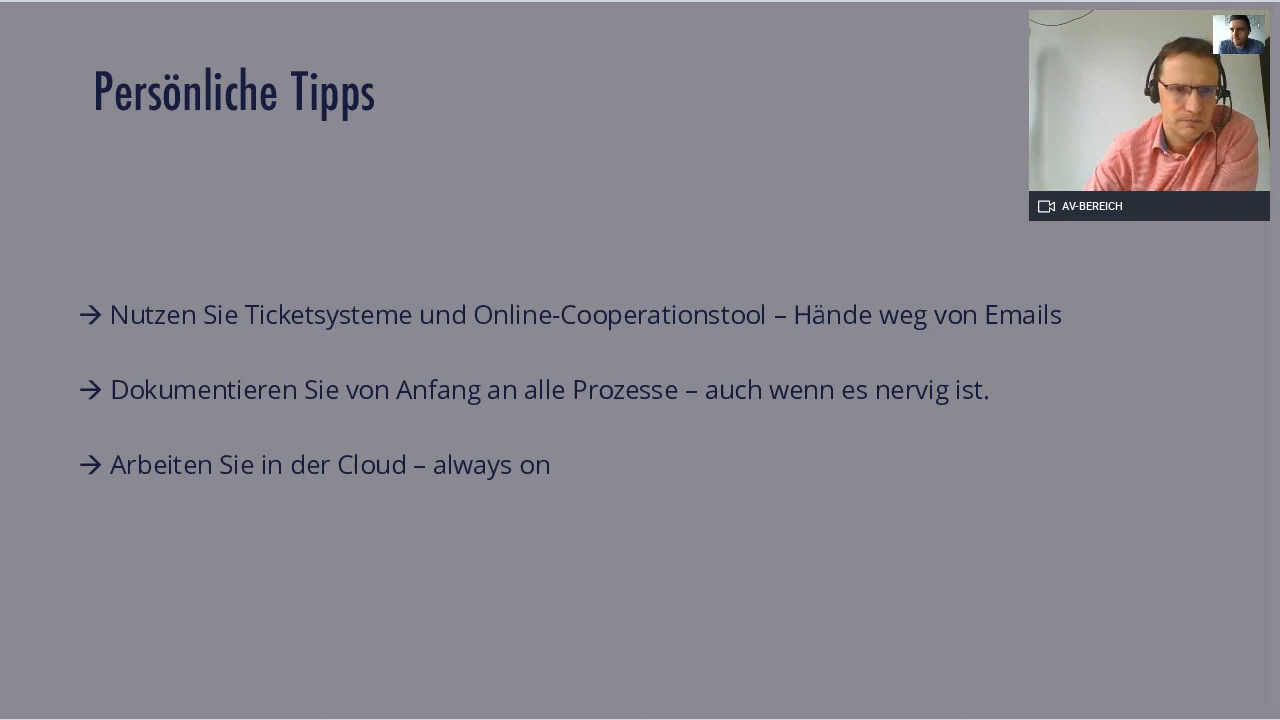 Persönliche Tipps
AV-BEREICH
→ Nutzen Sie Ticketsysteme und Online-Cooperationstool – Hände weg von Emails
→ Dokumentieren Sie von Anfang an alle Prozesse – auch wenn es nervig ist.
→ Arbeiten Sie in der Cloud – always on